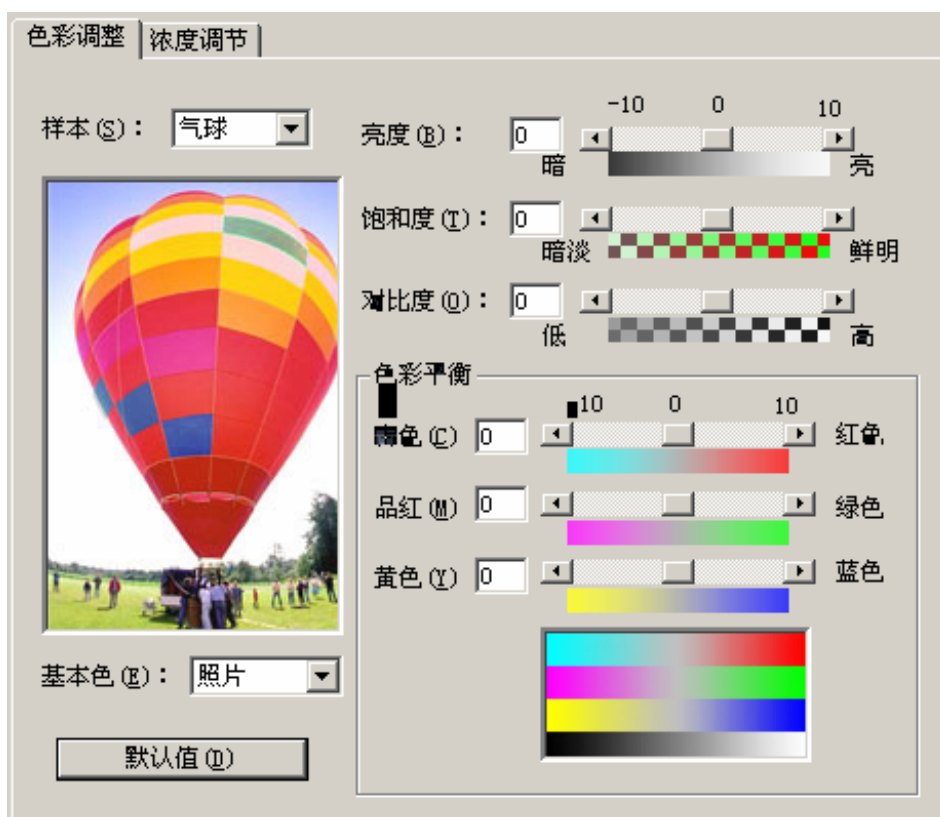 色彩调整 浓度调节
样本(S): 气球
-10 0 10
亮度(B): 0
暗 亮
饱和度(T): 0
暗淡 鲜明
对比度(O): 0
低 高
色彩平衡
10 0 10
青色(C) 0 红色
品红(M) 0 绿色
黄色(Y) 0 蓝色
基本色(E): 照片
默认值(D)